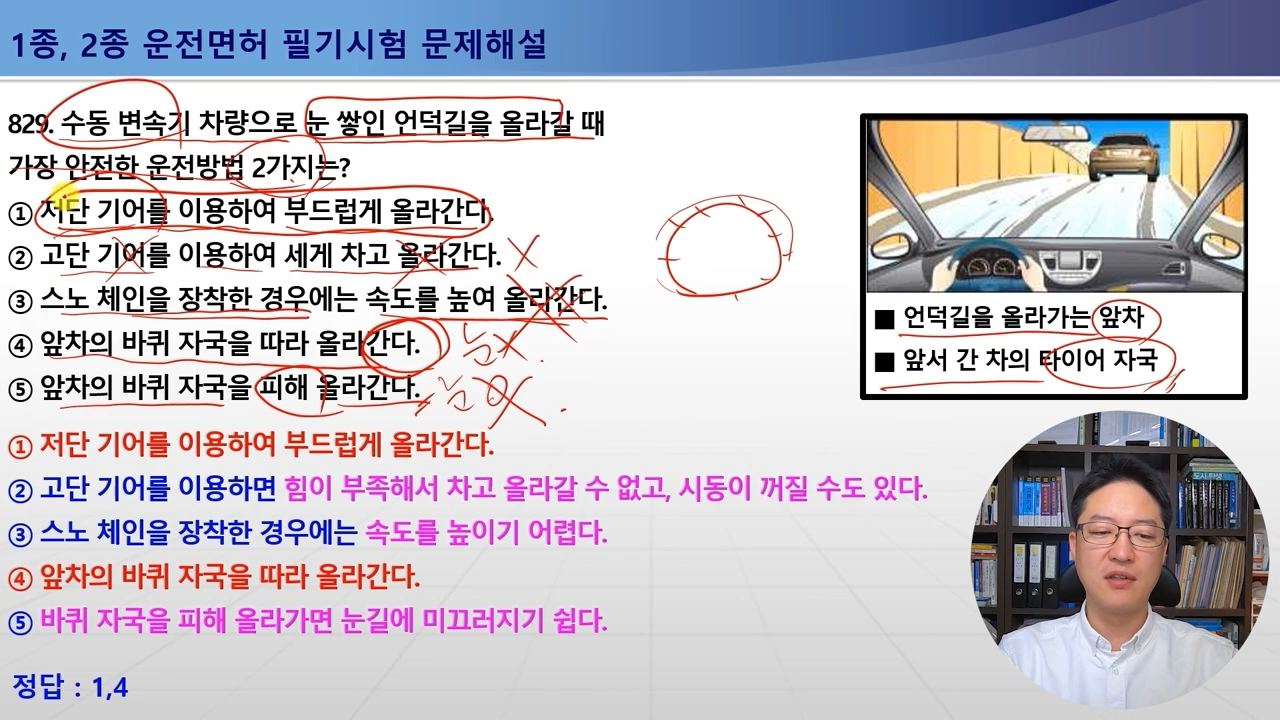 1종, 2종 운전면허 필기시험 문제해설
829. 수동 변속기 차량으로 눈 쌓인 언덕길을 올라갈 때
가장 안전한 운전방법 2가지는?
① 저단 기어를 이용하여 부드럽게 올라간다.
② 고단 기어를 이용하여 세게 차고 올라간다.
③ 스노 체인을 장착한 경우에는 속도를 높여 올라간다.
④ 앞차의 바퀴 자국을 따라 올라간다.
눈
⑤ 앞차의 바퀴 자국을 피해 올라간다.
눈
■ 언덕길을 올라가는 앞차
■ 앞서 간 차의 타이어 자국
① 저단 기어를 이용하여 부드럽게 올라간다.
② 고단 기어를 이용하면 힘이 부족해서 차고 올라갈 수 없고, 시동이 꺼질 수도 있다.
③ 스노 체인을 장착한 경우에는 속도를 높이기 어렵다.
④ 앞차의 바퀴 자국을 따라 올라간다.
⑤ 바퀴 자국을 피해 올라가면 눈길에 미끄러지기 쉽다.
정답 : 1,4